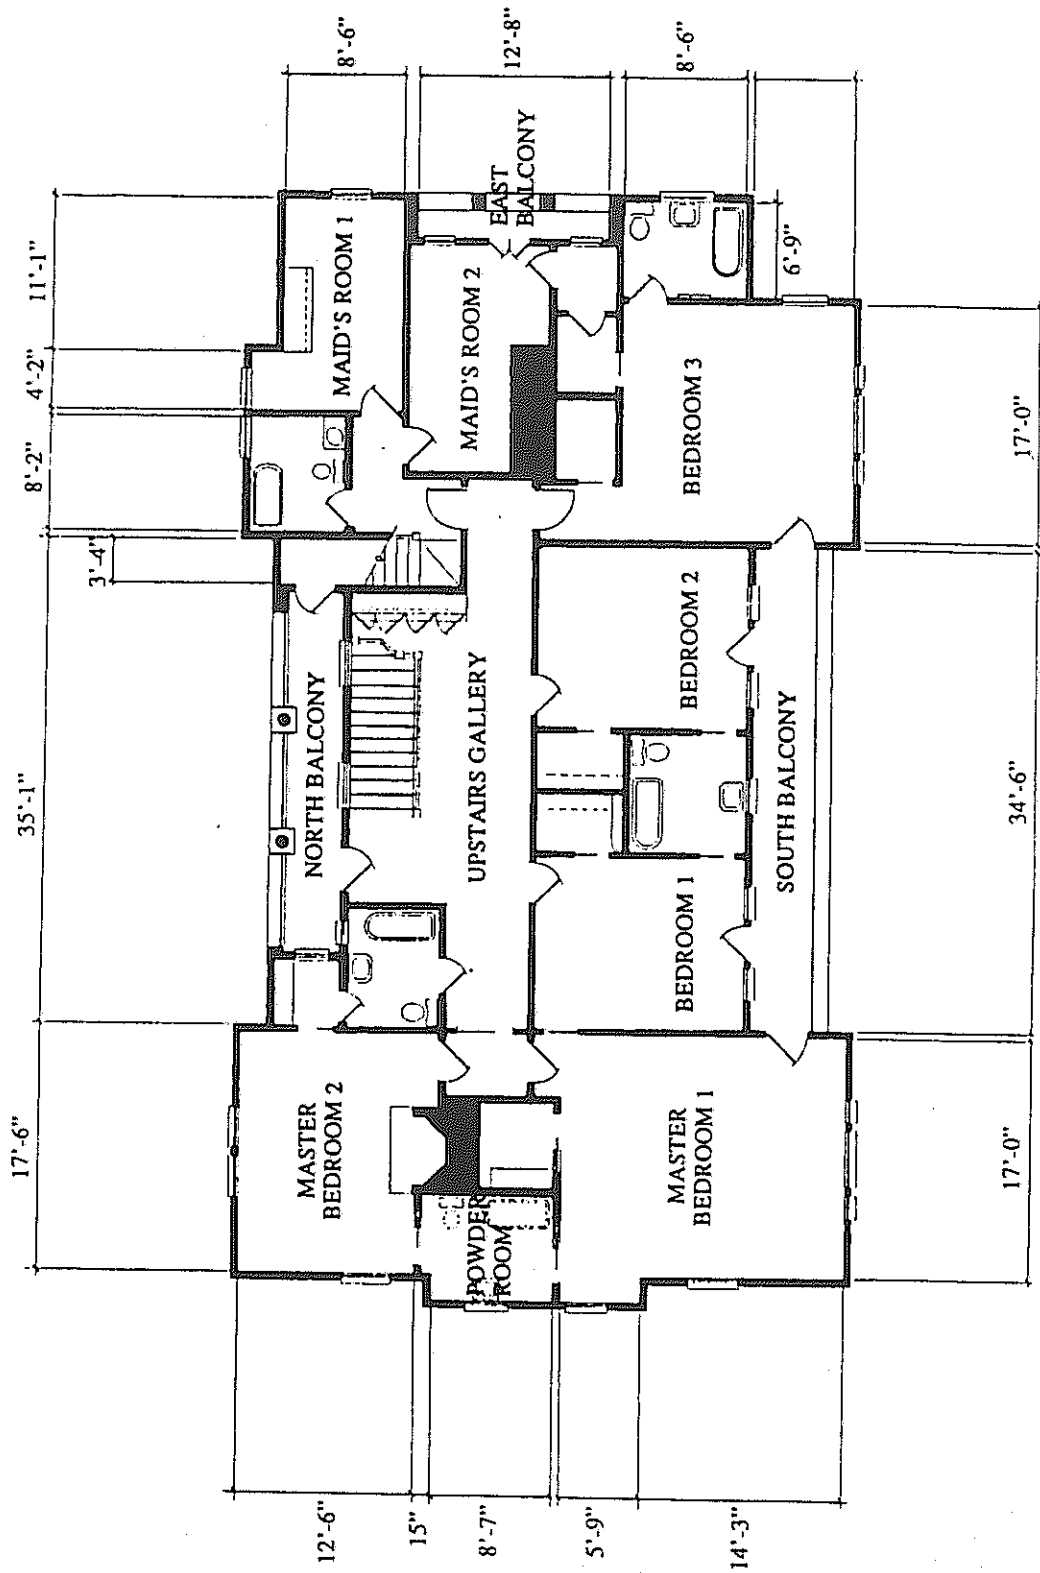 8'-6"
12'-8"
8'-6"
11'-1"
4'-2"
8'-2"
3'-4"
35'-1"
17'-6"
MAID'S ROOM 1
EAST
BALCONY
MAID'S ROOM 2
6'-9"
BEDROOM 3
17'-0"
NORTH BALCONY
UPSTAIRS GALLERY
BEDROOM 2
BEDROOM 1
SOUTH BALCONY
34'-6"
MASTER
BEDROOM 2
POWDER
ROOM
MASTER
BEDROOM 1
17'-0"
12'-6"
15"
8'-7"
5'-9"
14'-3"